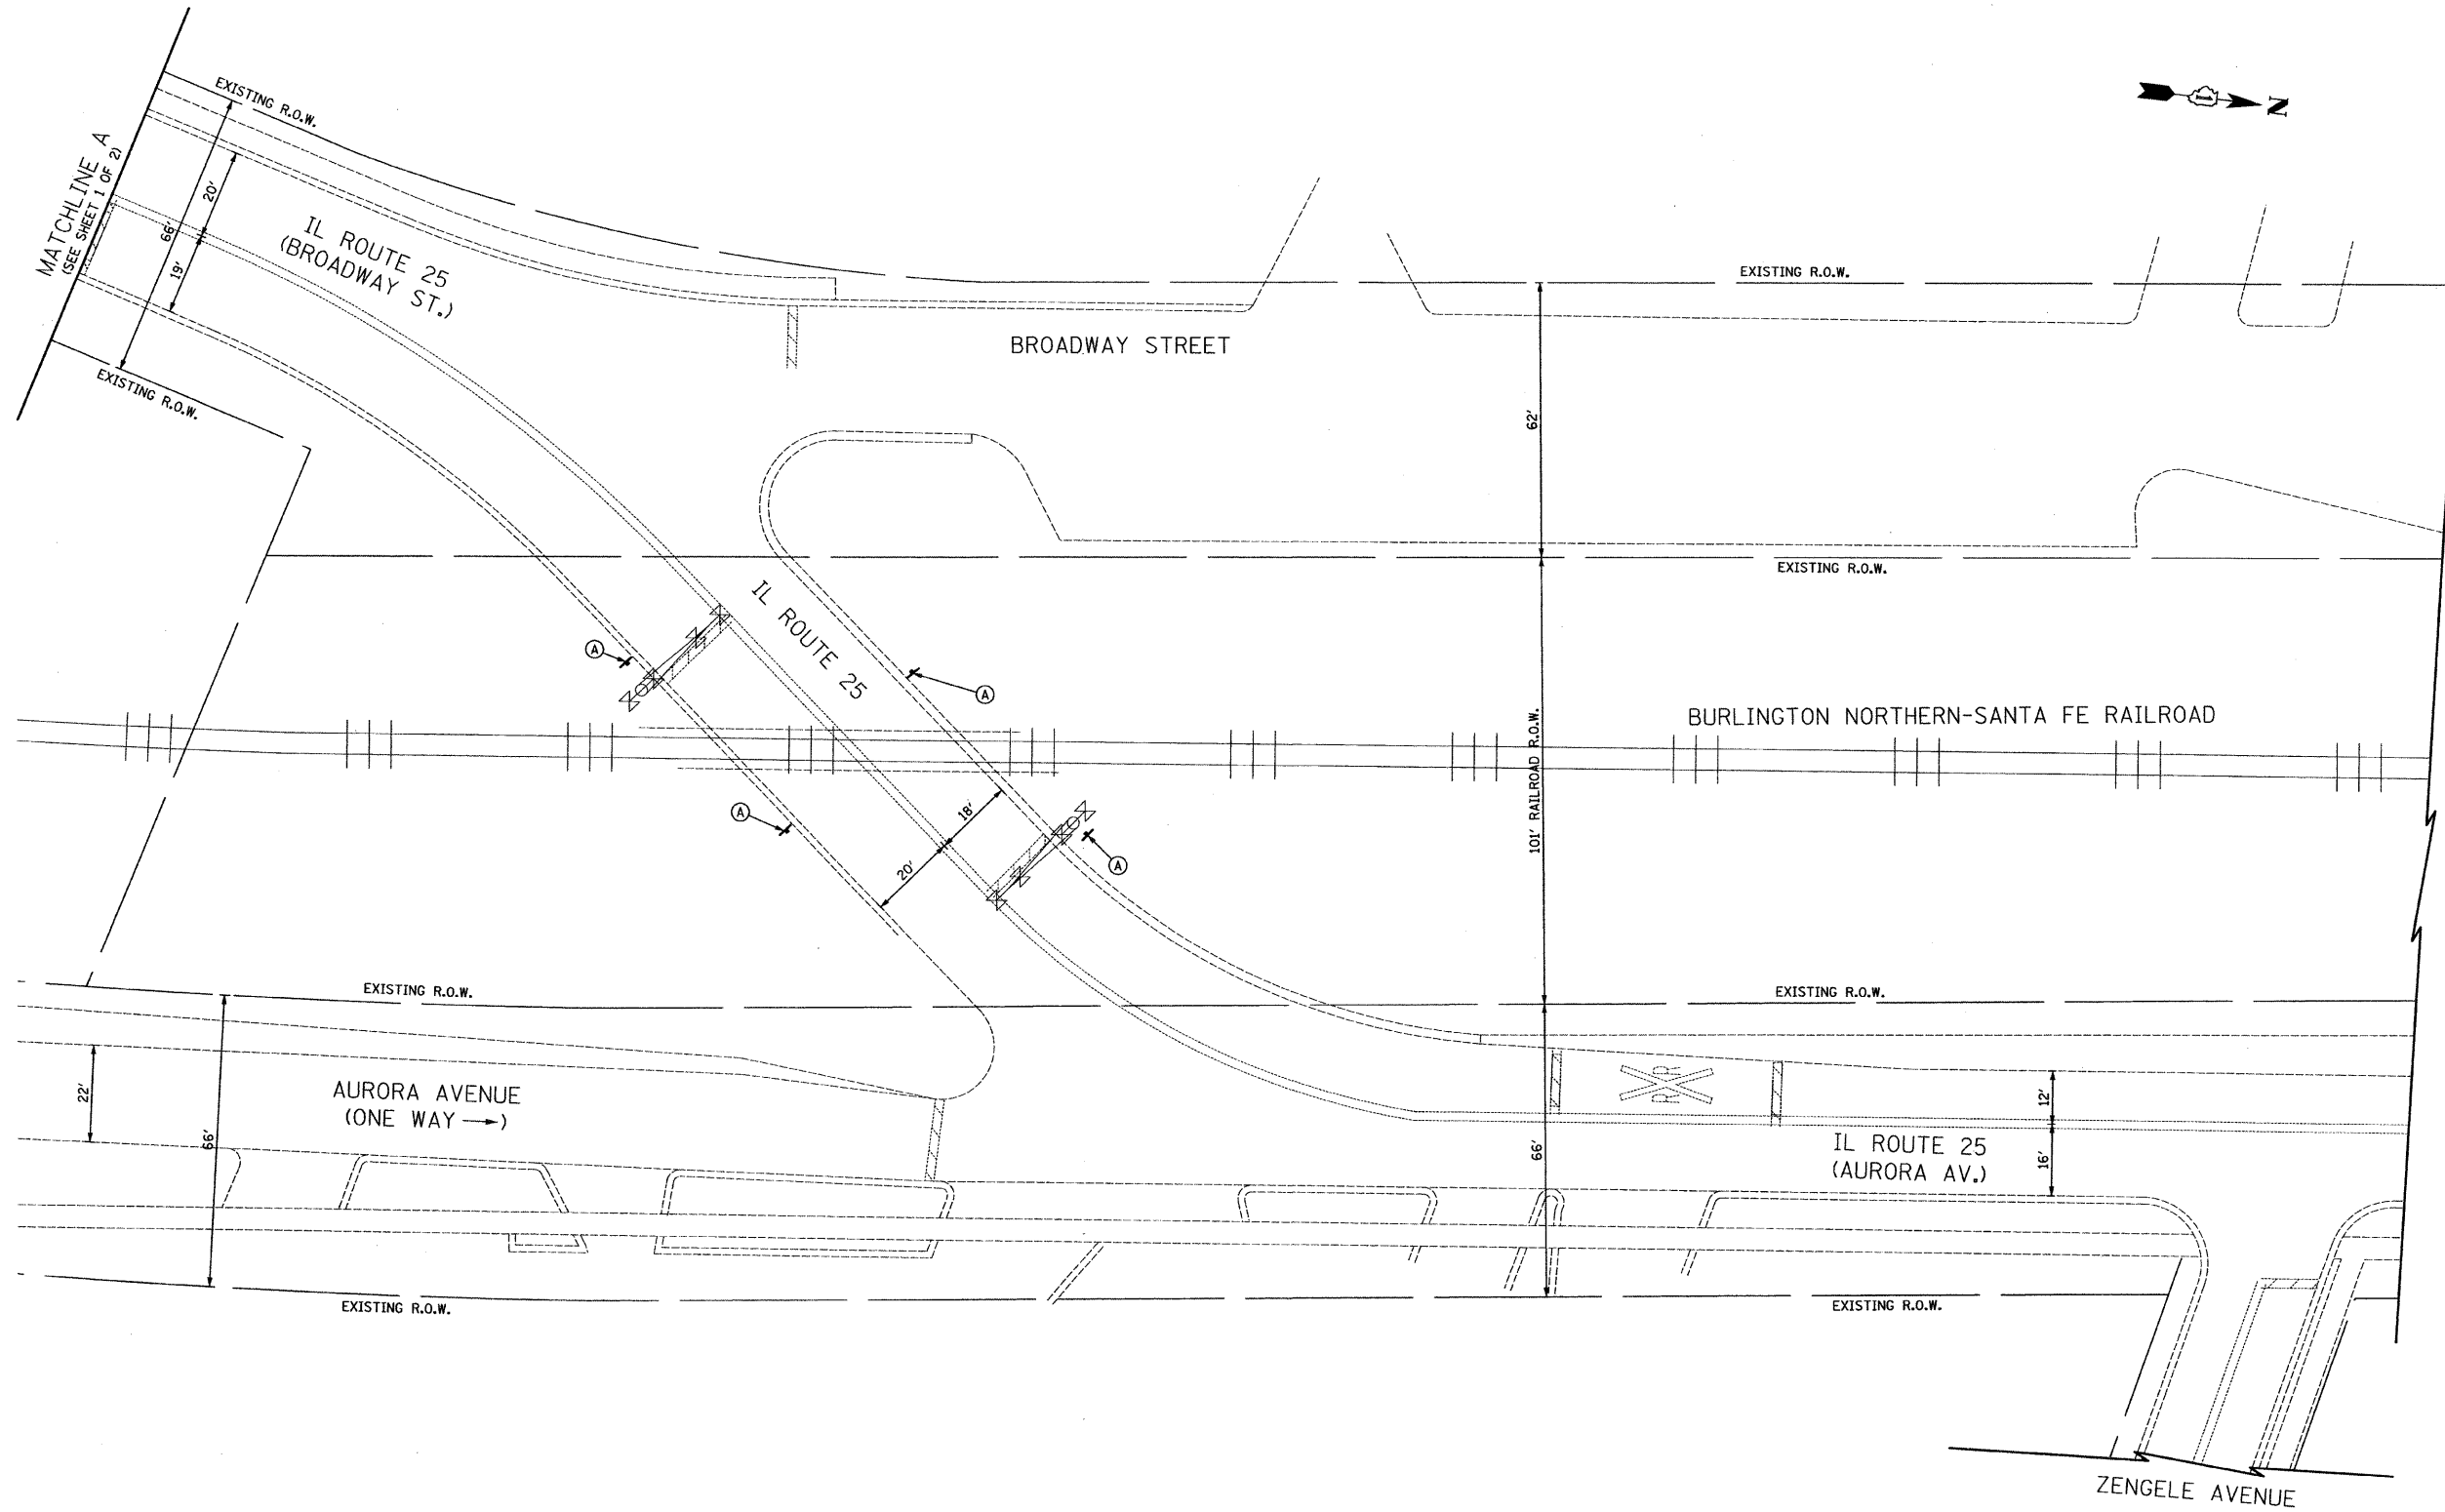 EXISTING R.O.W.
N
MATCHLINE A
(SEE SHEET 1 OF 2)
66'
20'
19'
IL ROUTE 25
(BROADWAY ST.)
EXISTING R.O.W.
EXISTING R.O.W.
BROADWAY STREET
62'
EXISTING R.O.W.
IL ROUTE 25
A
A
BURLINGTON NORTHERN-SANTA FE RAILROAD
101' RAILROAD R.O.W.
A
18'
20'
A
EXISTING R.O.W.
EXISTING R.O.W.
22'
AURORA AVENUE
(ONE WAY → )
66'
R R
12'
66'
IL ROUTE 25
(AURORA AV.)
16'
EXISTING R.O.W.
EXISTING R.O.W.
ZENGELE AVENUE